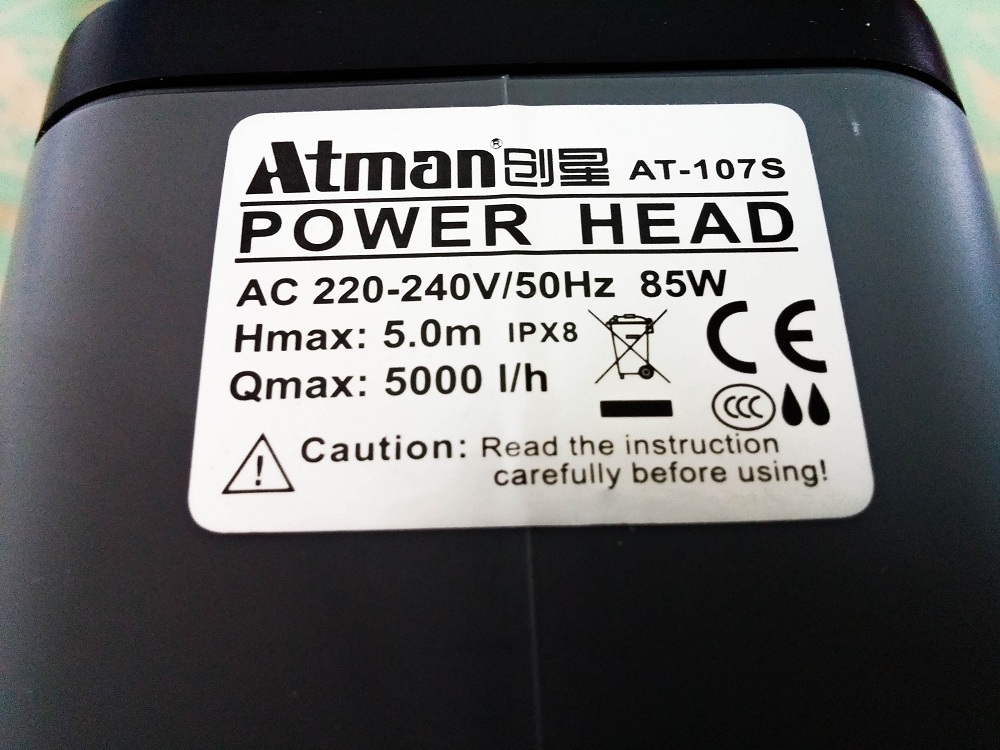 Atman® 创星 AT-107S
POWER HEAD
AC 220-240V/50Hz 85W
Hmax: 5.0m IPX8
Qmax: 5000 l/h
CE
CCC
! Caution: Read the instruction
carefully before using!